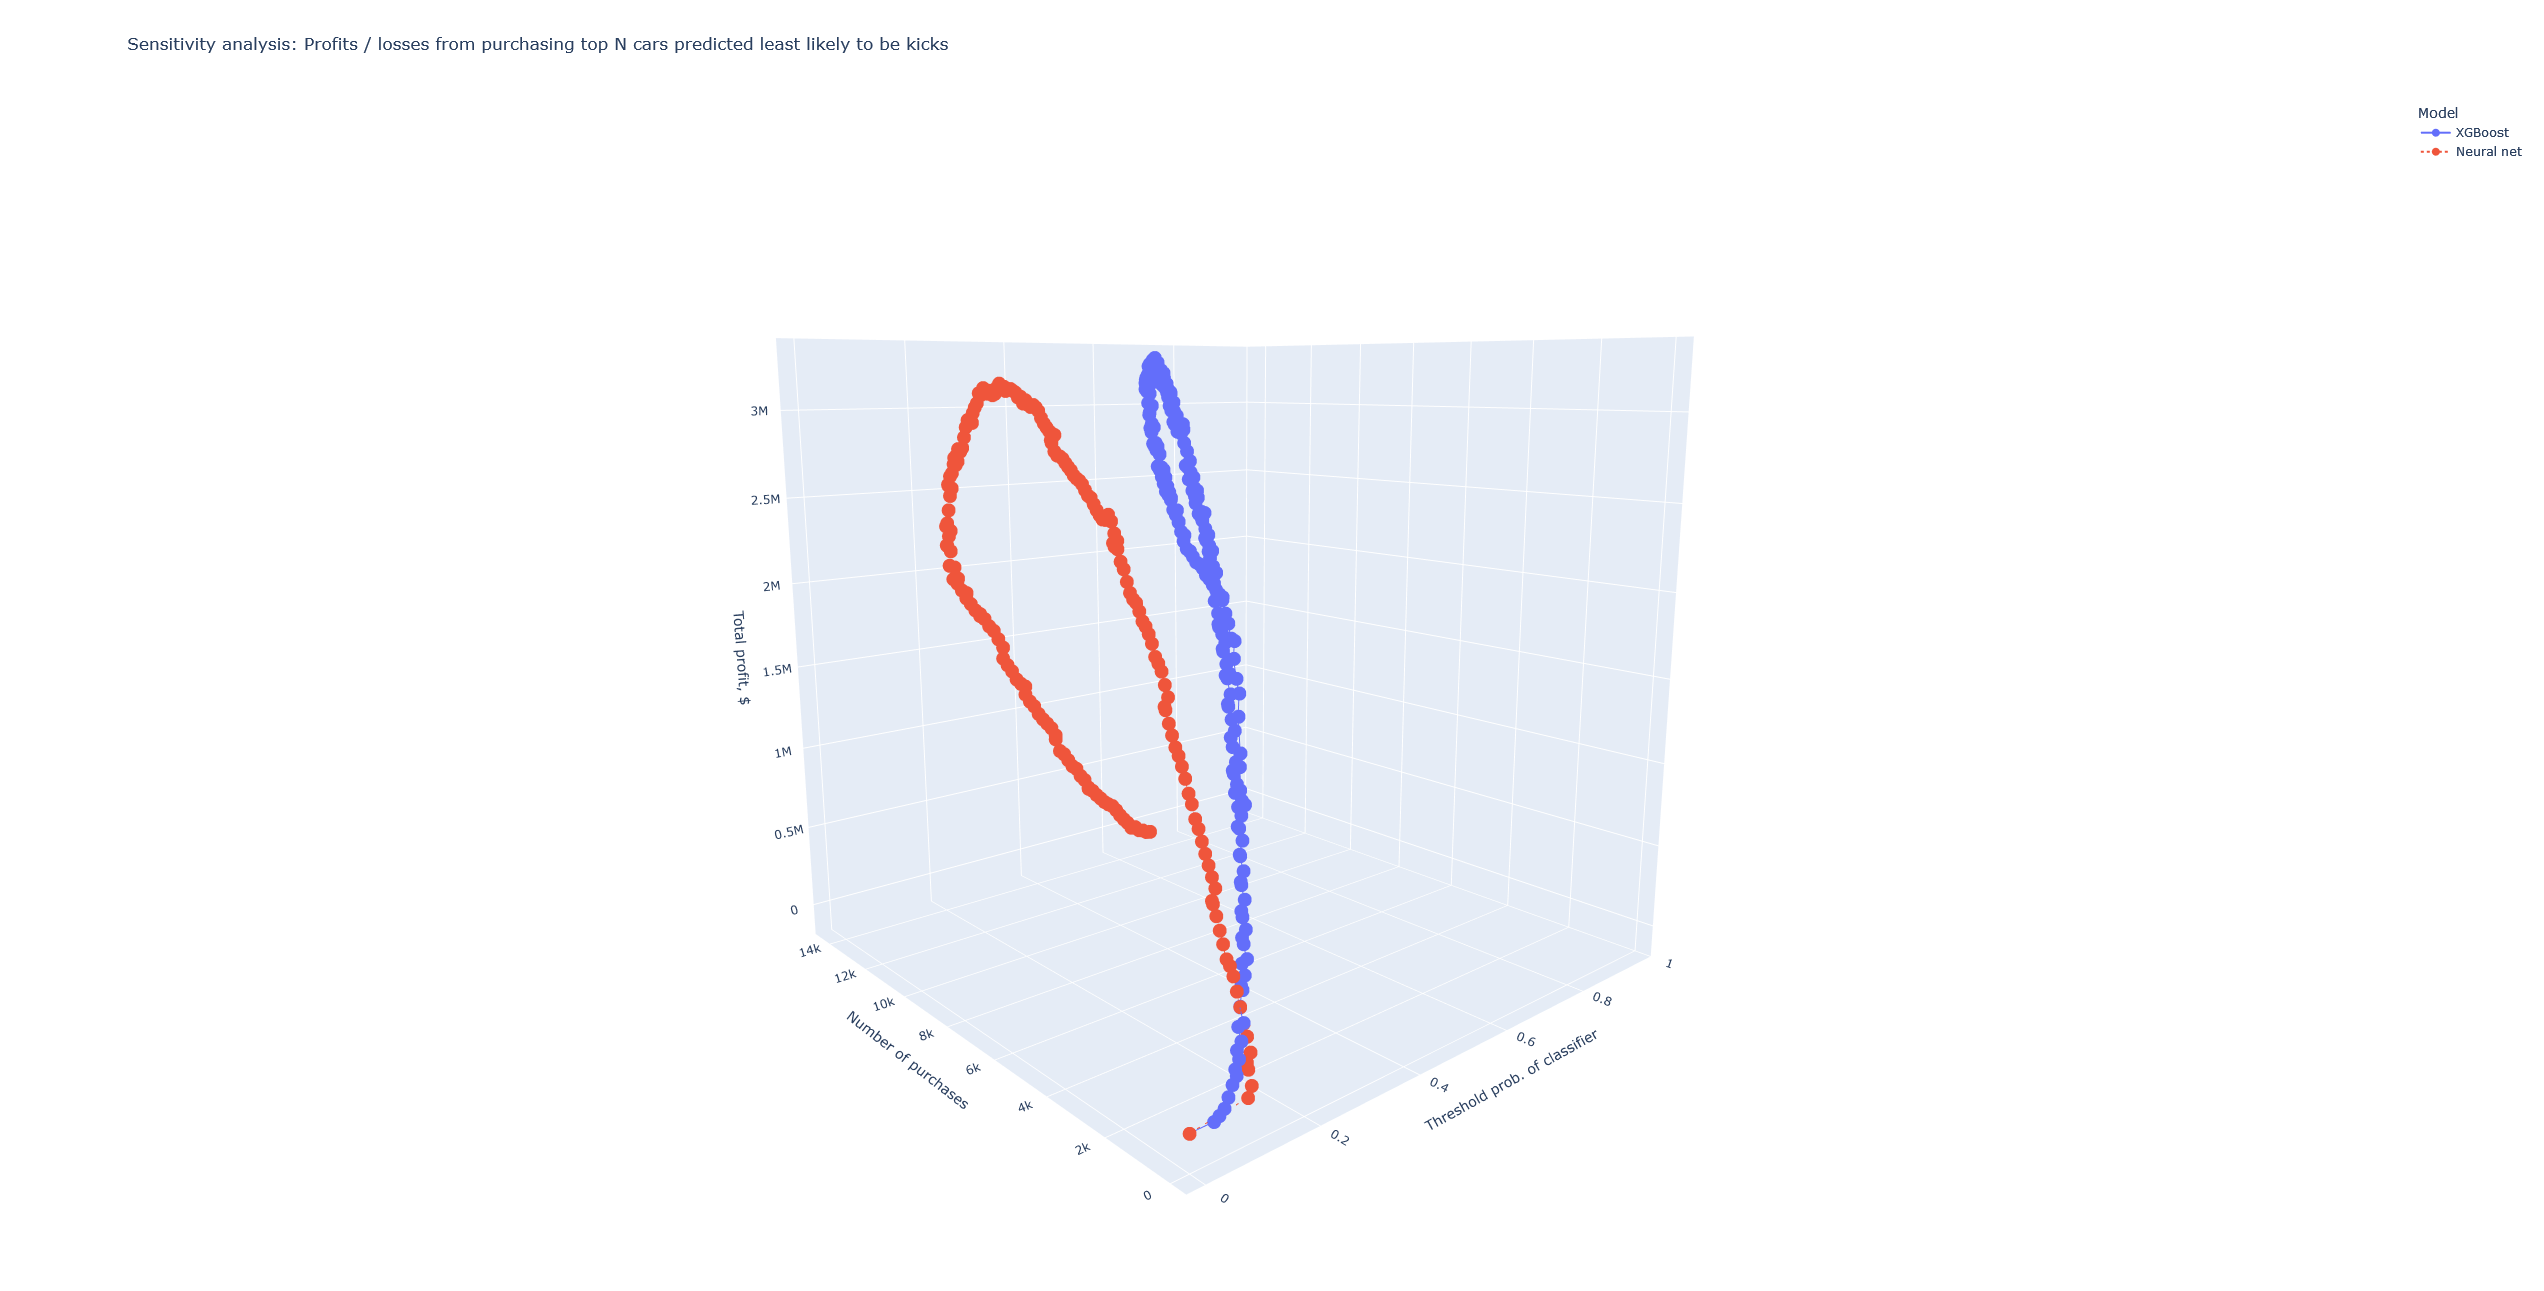 Sensitivity analysis: Profits / losses from purchasing top N cars predicted least likely to be kicks
Model
XGBoost
Neural net
3M
2.5M
2M
1.5M
1M
0.5M
0
Total profit, $
14k
12k
10k
8k
6k
4k
2k
0
Number of purchases
0
0.2
0.4
0.6
0.8
1
Threshold prob. of classifier